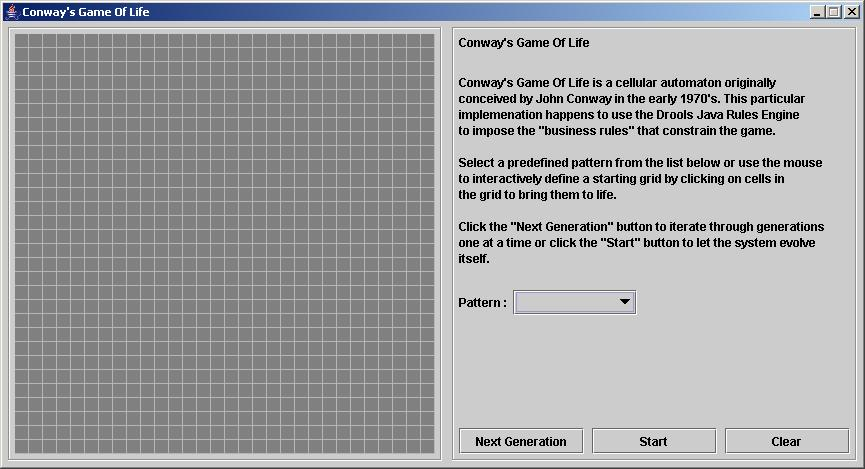 Conway's Game Of Life
Conway's Game Of Life
Conway's Game Of Life is a cellular automaton originally
conceived by John Conway in the early 1970's. This particular
implemenation happens to use the Drools Java Rules Engine
to impose the "business rules" that constrain the game.
Select a predefined pattern from the list below or use the mouse
to interactively define a starting grid by clicking on cells in
the grid to bring them to life.
Click the "Next Generation" button to iterate through generations
one at a time or click the "Start" button to let the system evolve
itself.
Pattern :
Next Generation
Start
Clear